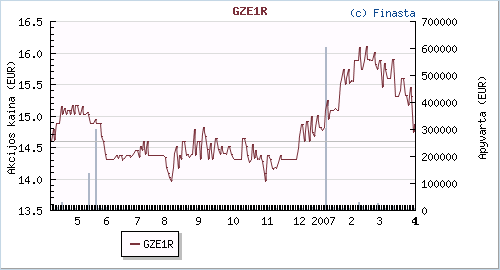 GZE1R
(c) Finasta
Akcijos kaina (EUR)
16.5
16.0
15.5
15.0
14.5
14.0
13.5
700000
600000
500000
400000
300000
200000
100000
0
Apyvarta (EUR)
5 6 7 8 9 10 11 12 2007 2 3 4
GZE1R